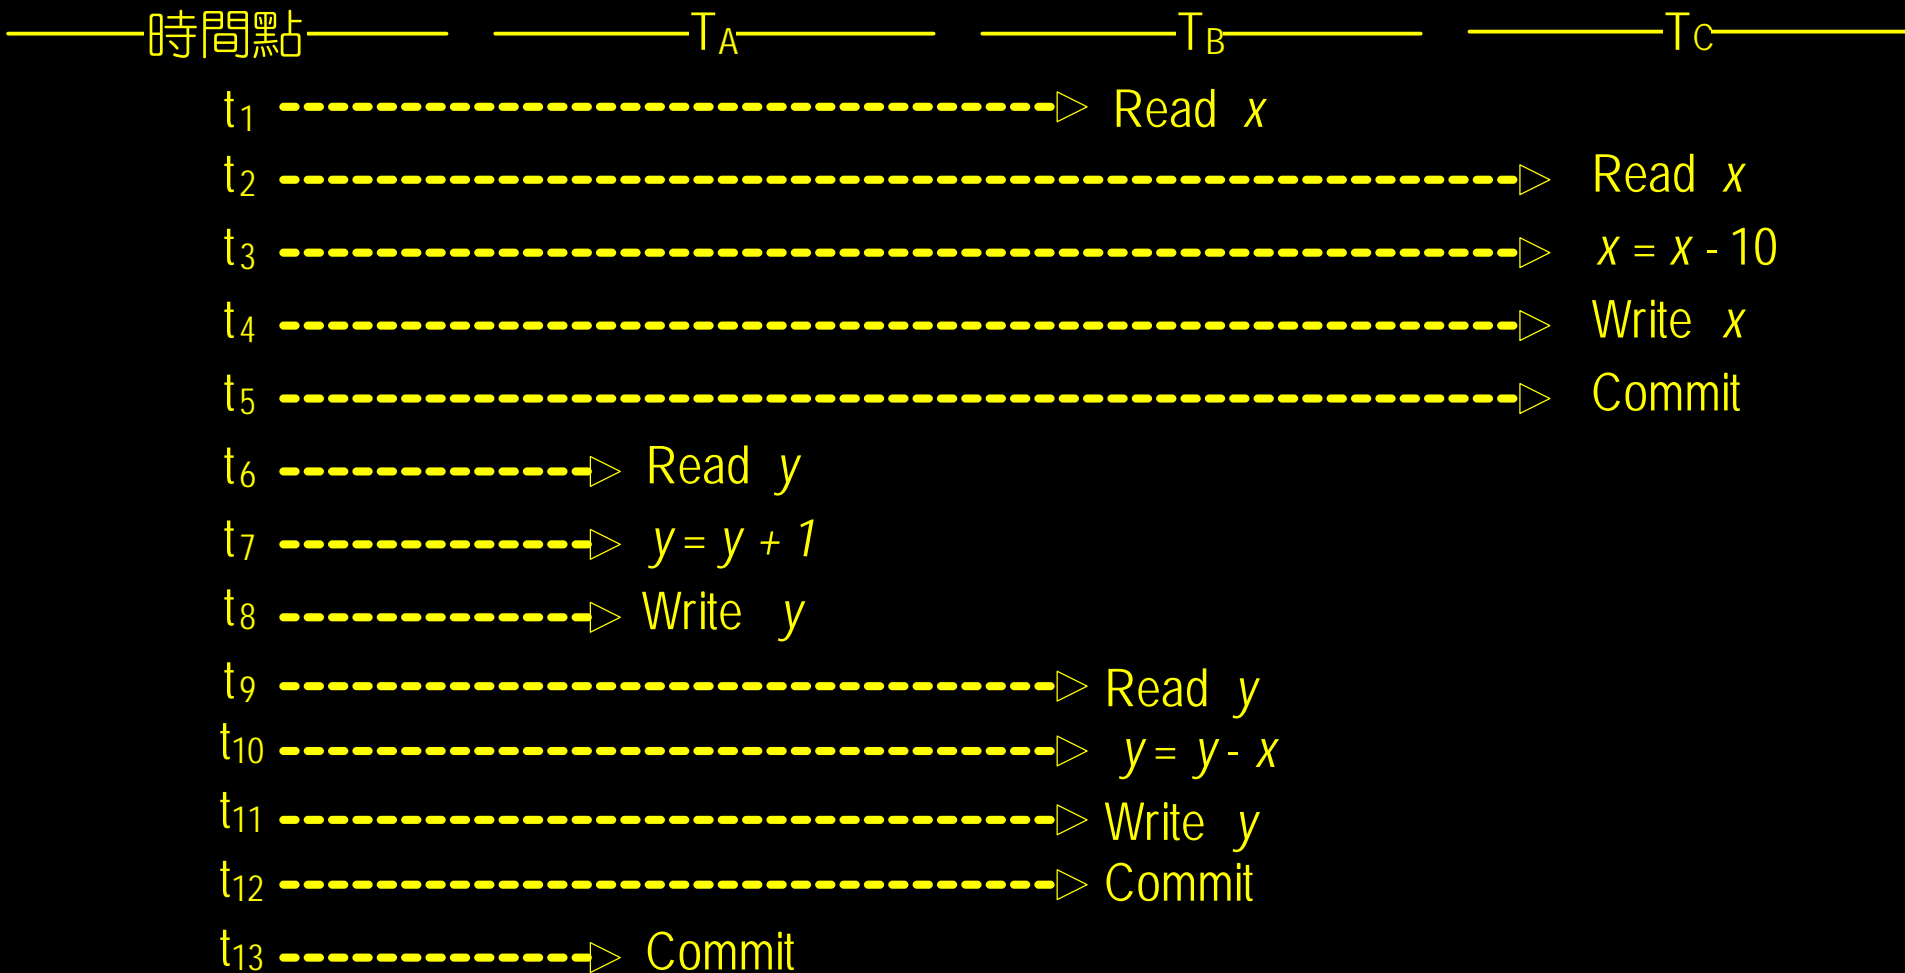 時間點 TA TB TC
t1 Read x
t2 Read x
t3 x = x - 10
t4 Write x
t5 Commit
t6 Read y
t7 y = y + 1
t8 Write y
t9 Read y
t10 y = y - x
t11 Write y
t12 Commit
t13 Commit